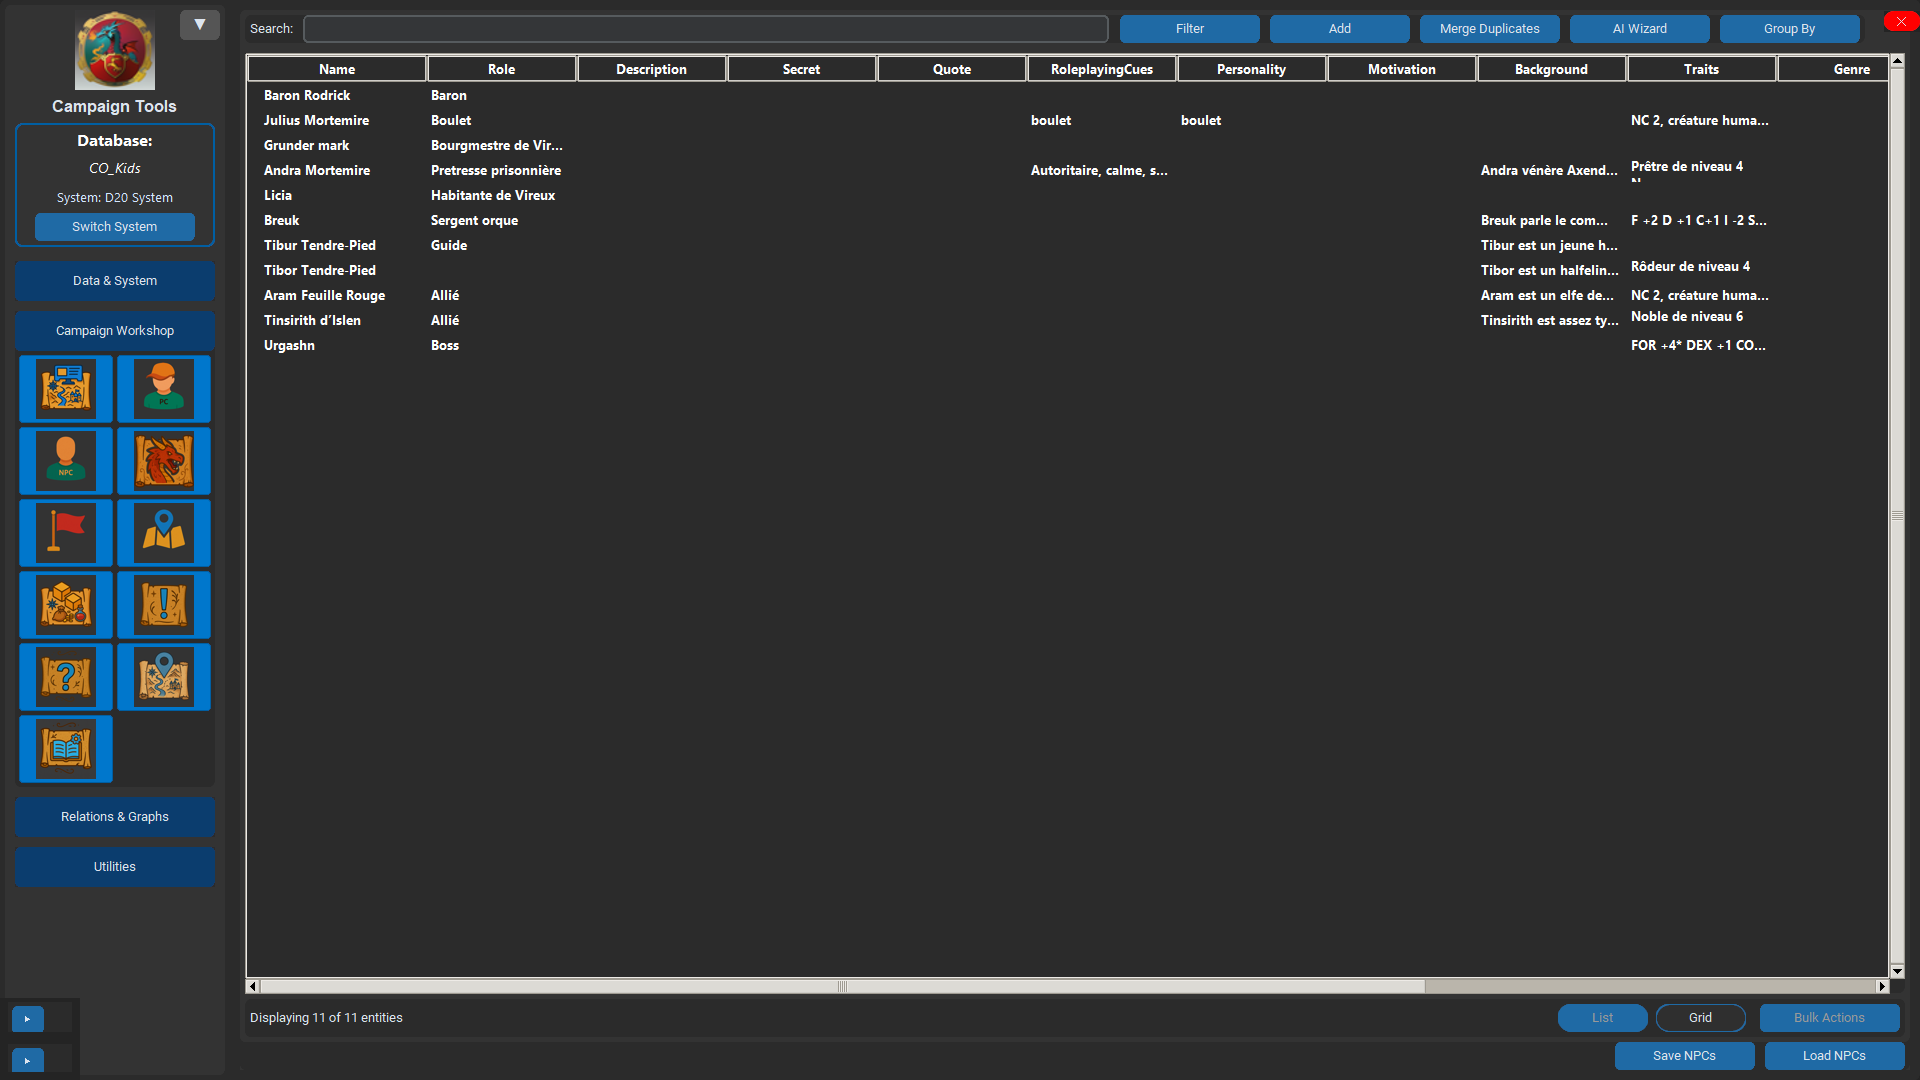 Campaign Tools
Database:
CO_Kids
System: D20 System
Switch System
Data & System
Campaign Workshop
PC
NPC
Relations & Graphs
Utilities
Search:
Filter
Add
Merge Duplicates
AI Wizard
Group By
Name Role Description Secret Quote RoleplayingCues Personality Motivation Background Traits Genre
Baron Rodrick Baron
Julius Mortemire Boulet boulet boulet NC 2, créature huma...
Grunder mark Bourgmestre de Vir...
Andra Mortemire Pretresse prisonnière Autoritaire, calme, s... Andra vénère Axend... Prêtre de niveau 4
Licia Habitante de Vireux
Breuk Sergent orque Breuk parle le com... F +2 D +1 C+1 I -2 S...
Tibur Tendre-Pied Guide Tibur est un jeune h...
Tibor Tendre-Pied Tibor est un halfelin... Rôdeur de niveau 4
Aram Feuille Rouge Allié Aram est un elfe de... NC 2, créature huma...
Tinsirith d’Islen Allié Tinsirith est assez ty... Noble de niveau 6
Urgashn Boss FOR +4* DEX +1 CO...
Displaying 11 of 11 entities
List
Grid
Bulk Actions
Save NPCs
Load NPCs